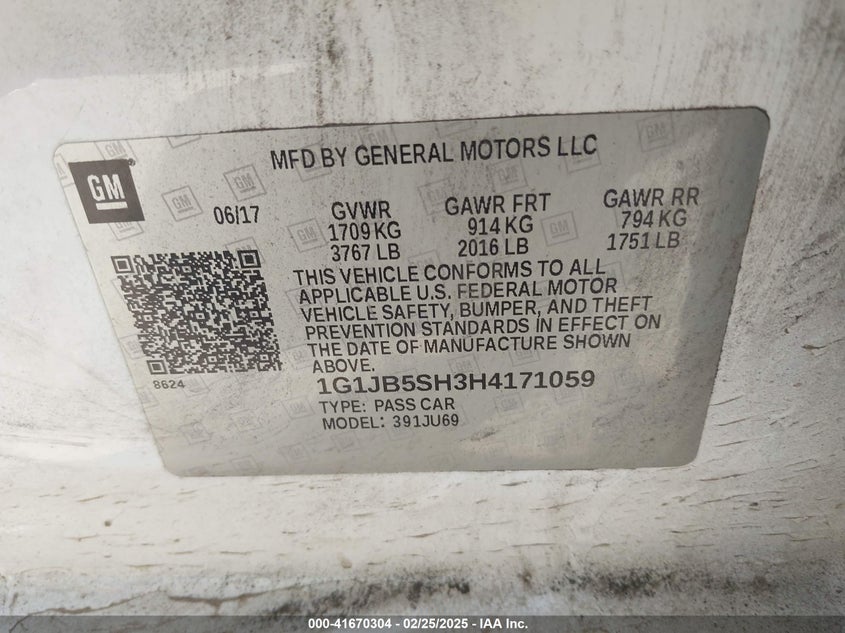 MFD BY GENERAL MOTORS LLC
GM
06/17
GVWR GAWR FRT GAWR RR
1709 KG 914 KG 794 KG
3767 LB 2016 LB 1751 LB
THIS VEHICLE CONFORMS TO ALL
APPLICABLE U.S. FEDERAL MOTOR
VEHICLE SAFETY, BUMPER, AND THEFT
PREVENTION STANDARDS IN EFFECT ON
THE DATE OF MANUFACTURE SHOWN
ABOVE.
8624
1G1JB5SH3H4171059
TYPE: PASS CAR
MODEL: 391JU69
000-41670304 - 02/25/2025 - IAA Inc.